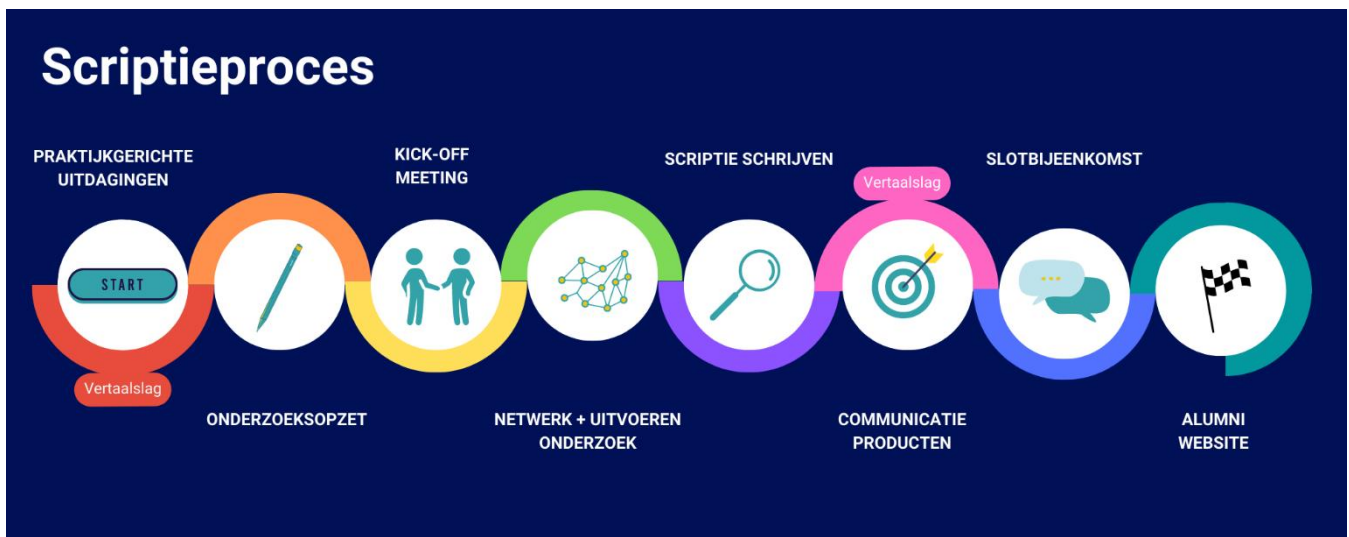 Scriptieproces
PRAKTIJKGERICHTE
UITDAGINGEN
START
Vertaalslag
ONDERZOEKSOPZET
KICK-OFF
MEETING
NETWERK + UITVOEREN
ONDERZOEK
SCRIPTIE SCHRIJVEN
Vertaalslag
COMMUNICATIE
PRODUCTEN
SLOTBIJEENKOMST
ALUMNI
WEBSITE